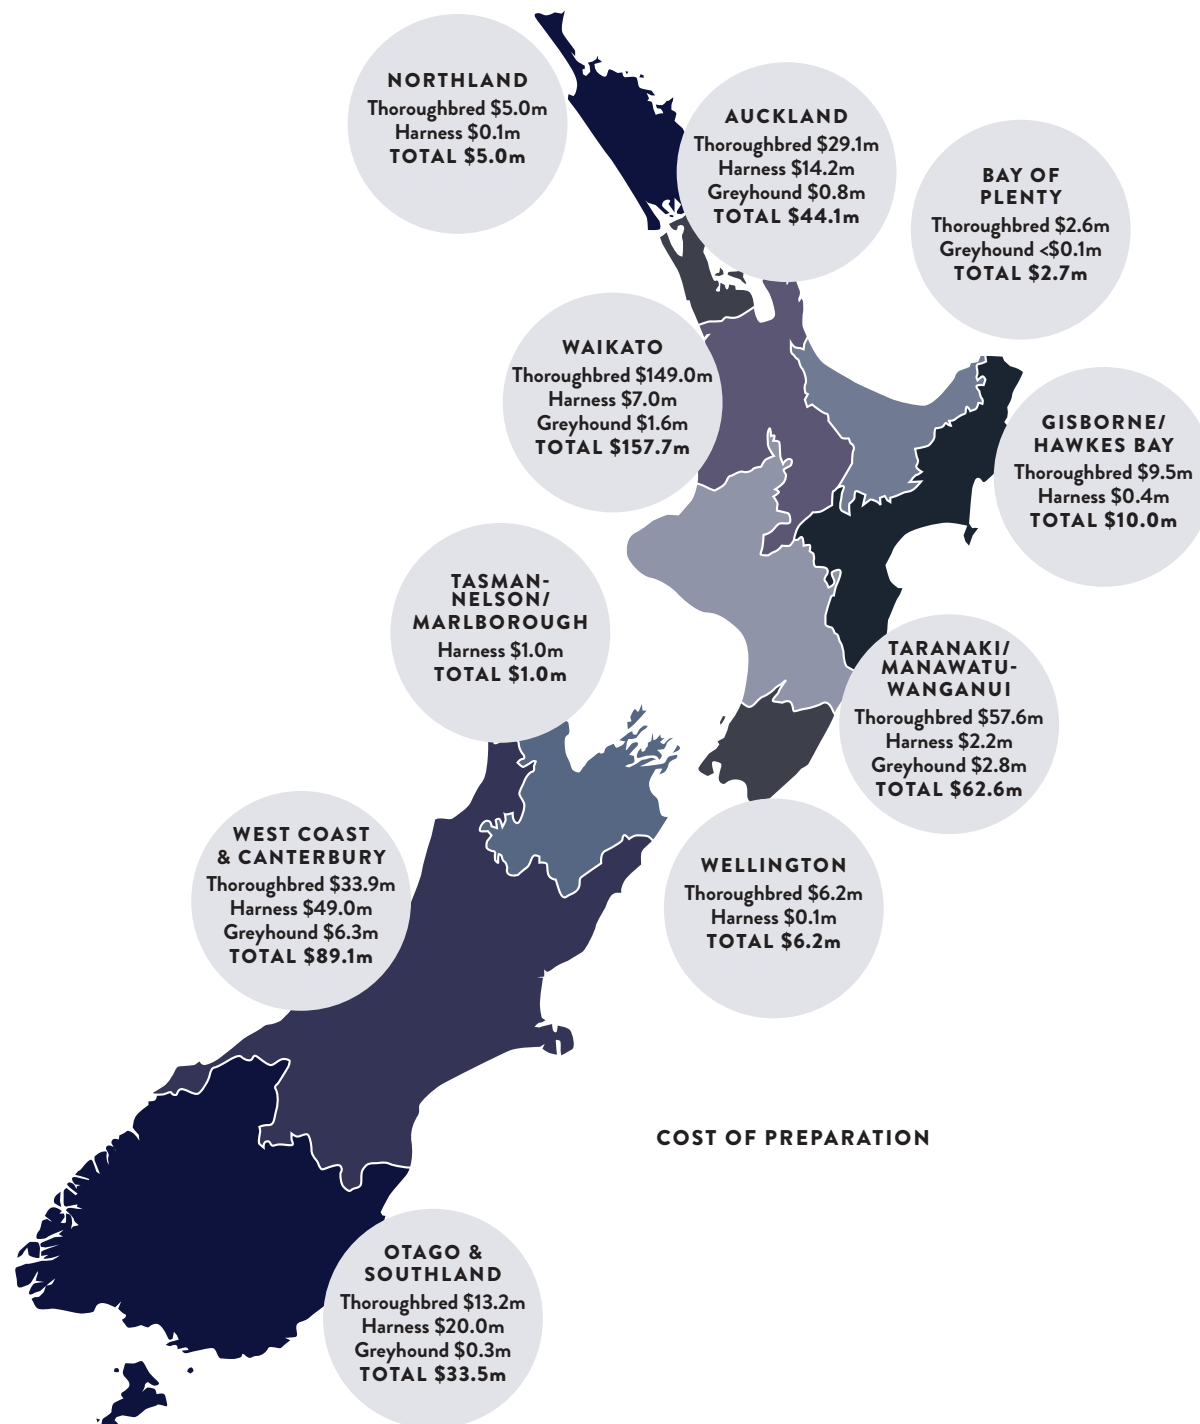 NORTHLAND
Thoroughbred $5.0m
Harness $0.1m
TOTAL $5.0m
AUCKLAND
Thoroughbred $29.1m
Harness $14.2m
Greyhound $0.8m
TOTAL $44.1m
BAY OF
PLENTY
Thoroughbred $2.6m
Greyhound <$0.1m
TOTAL $2.7m
WAIKATO
Thoroughbred $149.0m
Harness $7.0m
Greyhound $1.6m
TOTAL $157.7m
GISBORNE/
HAWKES BAY
Thoroughbred $9.5m
Harness $0.4m
TOTAL $10.0m
TASMAN-
NELSON/
MARLBOROUGH
Harness $1.0m
TOTAL $1.0m
TARANAKI/
MANAWATU-
WANGANUI
Thoroughbred $57.6m
Harness $2.2m
Greyhound $2.8m
TOTAL $62.6m
WEST COAST
& CANTERBURY
Thoroughbred $33.9m
Harness $49.0m
Greyhound $6.3m
TOTAL $89.1m
WELLINGTON
Thoroughbred $6.2m
Harness $0.1m
TOTAL $6.2m
COST OF PREPARATION
OTAGO &
SOUTHLAND
Thoroughbred $13.2m
Harness $20.0m
Greyhound $0.3m
TOTAL $33.5m